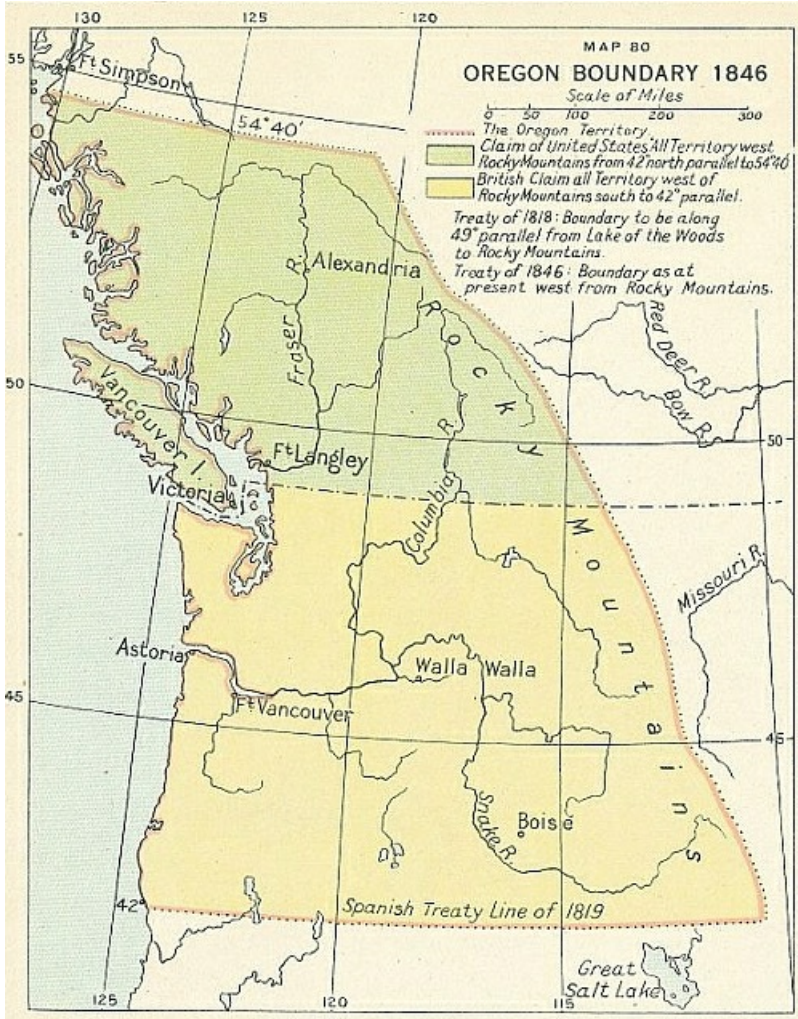 130 125 120
55
MAP 80
OREGON BOUNDARY 1846
Scale of Miles
0 50 100 200 300
The Oregon Territory.
Claim of United States All Territory west
Rocky Mountains from 42° north parallel to 54°40'
British Claim all Territory west of
Rocky Mountains south to 42° parallel.
Treaty of 1818: Boundary to be along
49° parallel from Lake of the Woods
to Rocky Mountains.
Treaty of 1846: Boundary as at
present west from Rocky Mountains.
Ft Simpson
54°40'
Alexandria
Fraser R.
Rocky Mountains
Red Deer R.
Bow R.
50
50
Vancouver I.
Ft Langley
Victoria
Columbia R.
Missouri R.
Astoria
Walla Walla
Ft Vancouver
45
45
Snake R.
Boisé
42°
Spanish Treaty Line of 1819
Great
Salt Lake
125 120 115